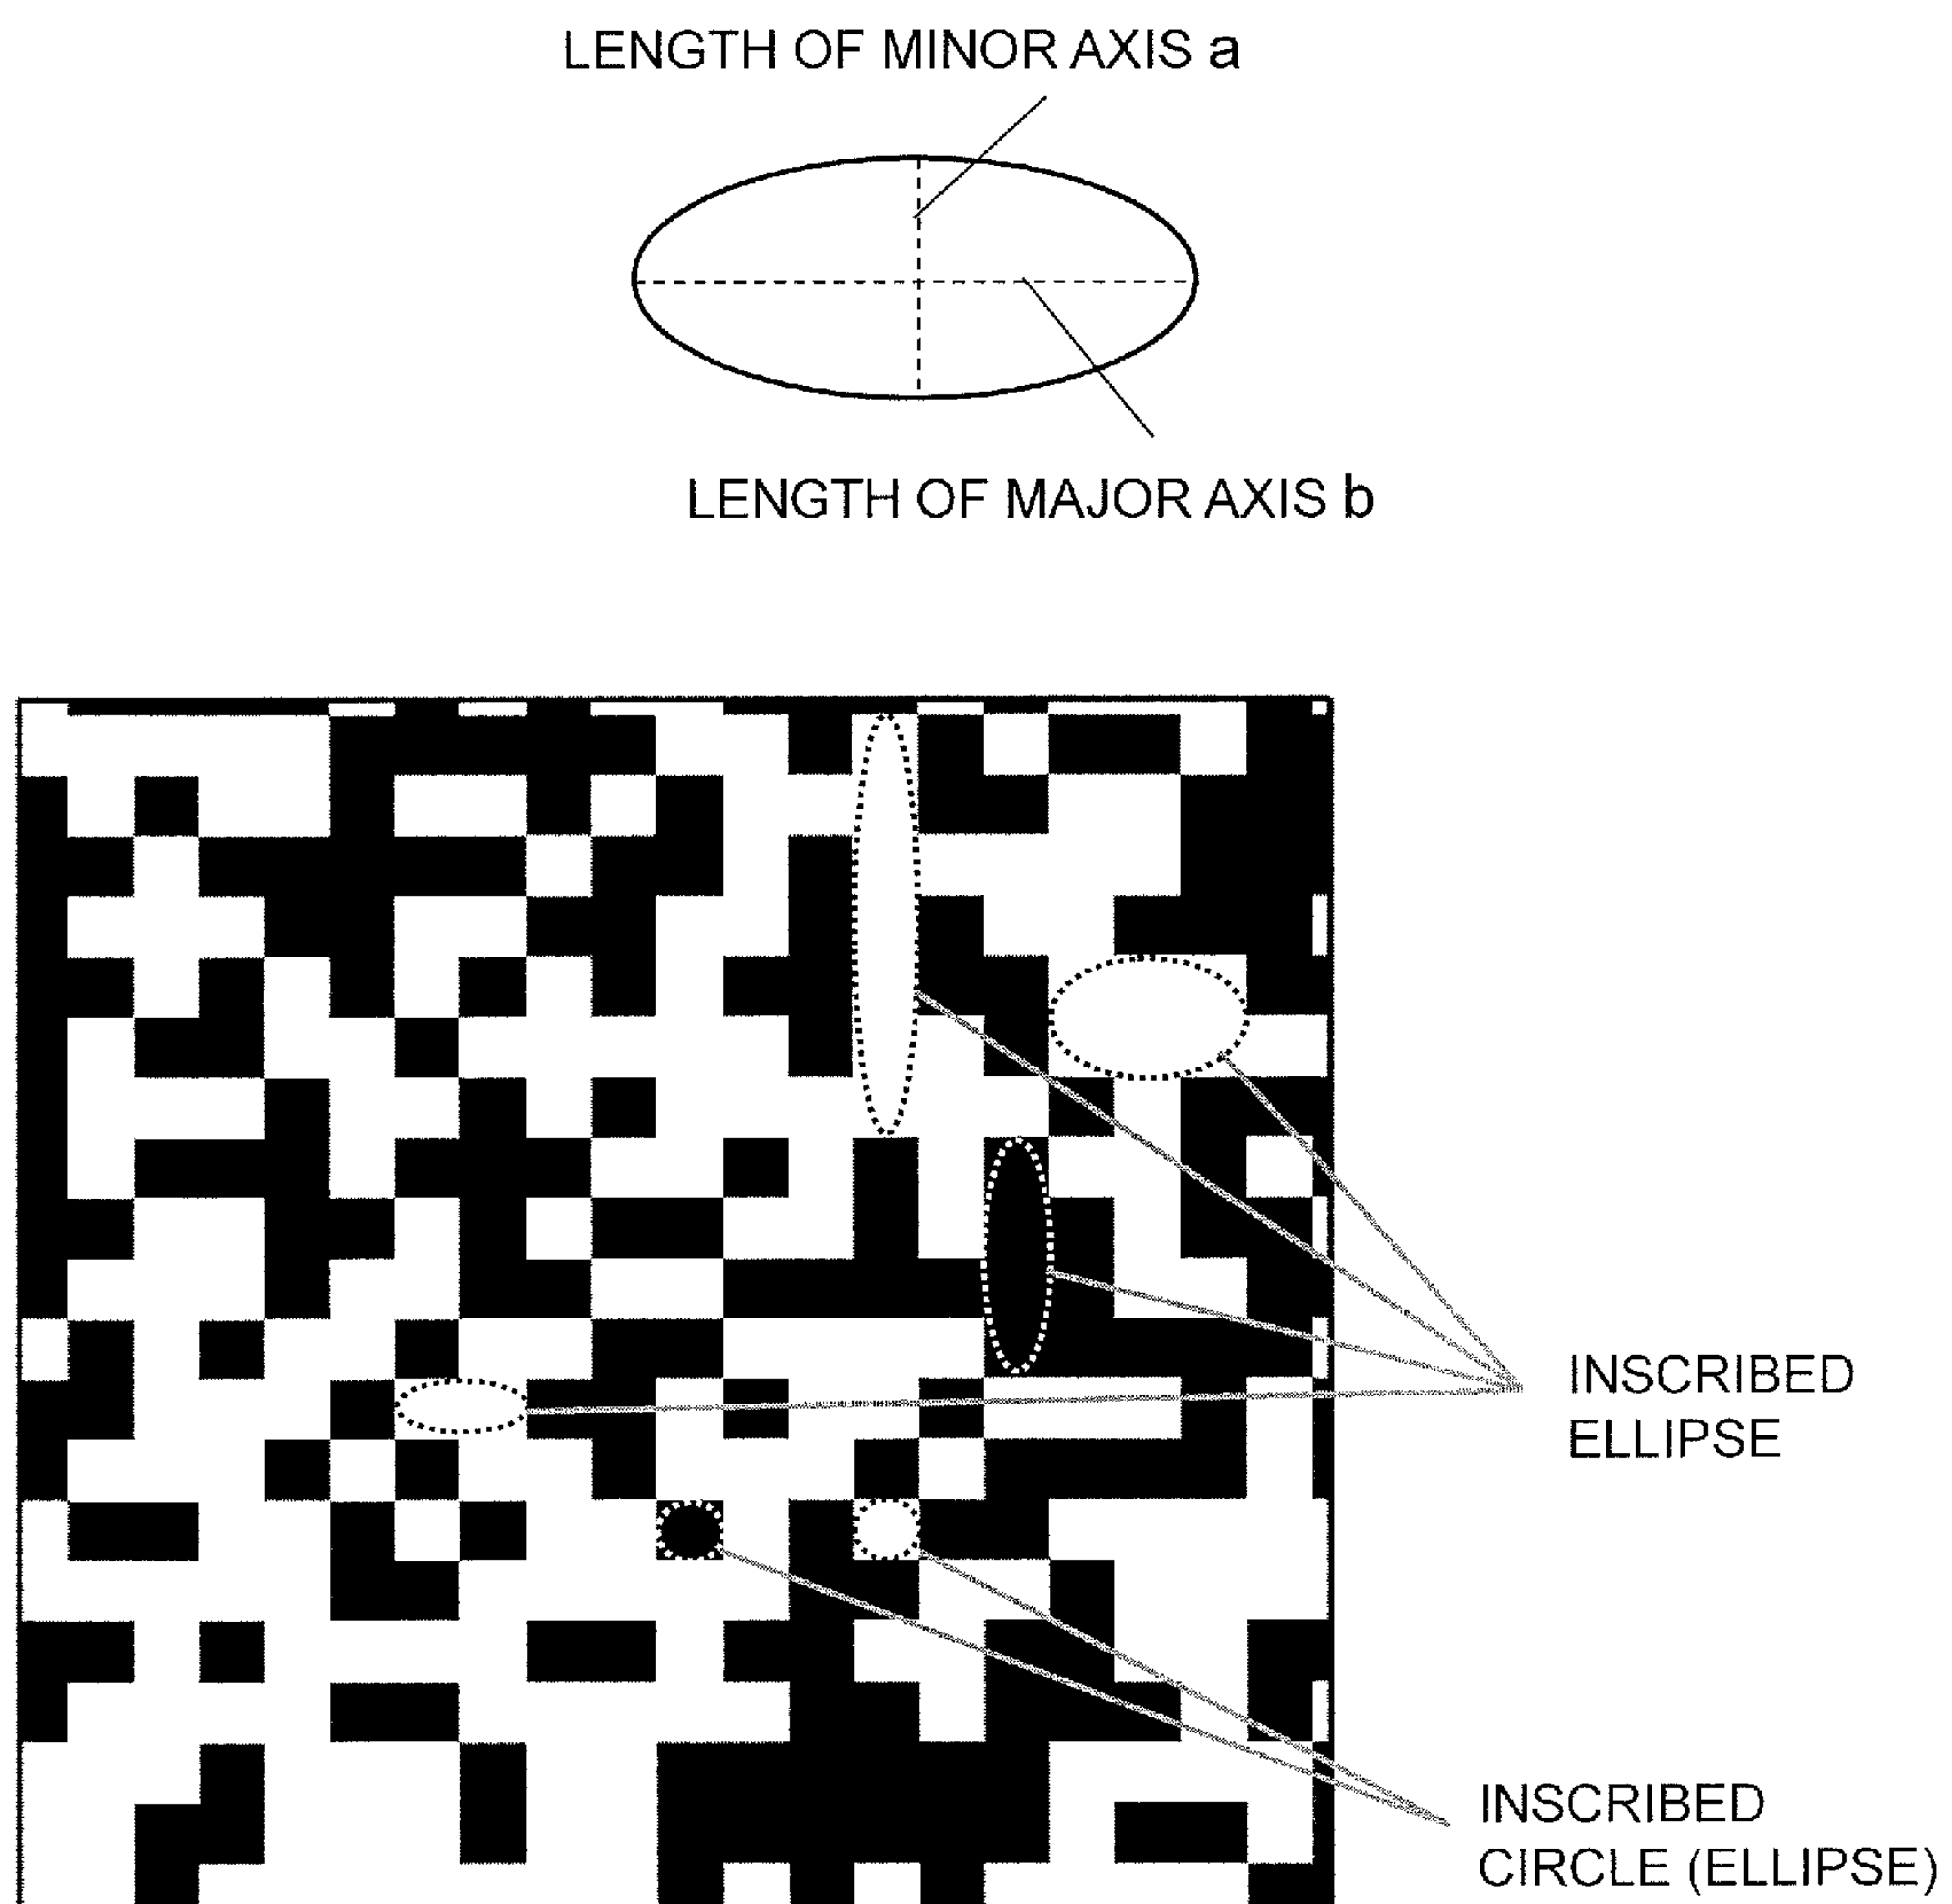 LENGTH OF MINOR AXIS a
LENGTH OF MAJOR AXIS b
INSCRIBED
ELLIPSE
INSCRIBED
CIRCLE (ELLIPSE)